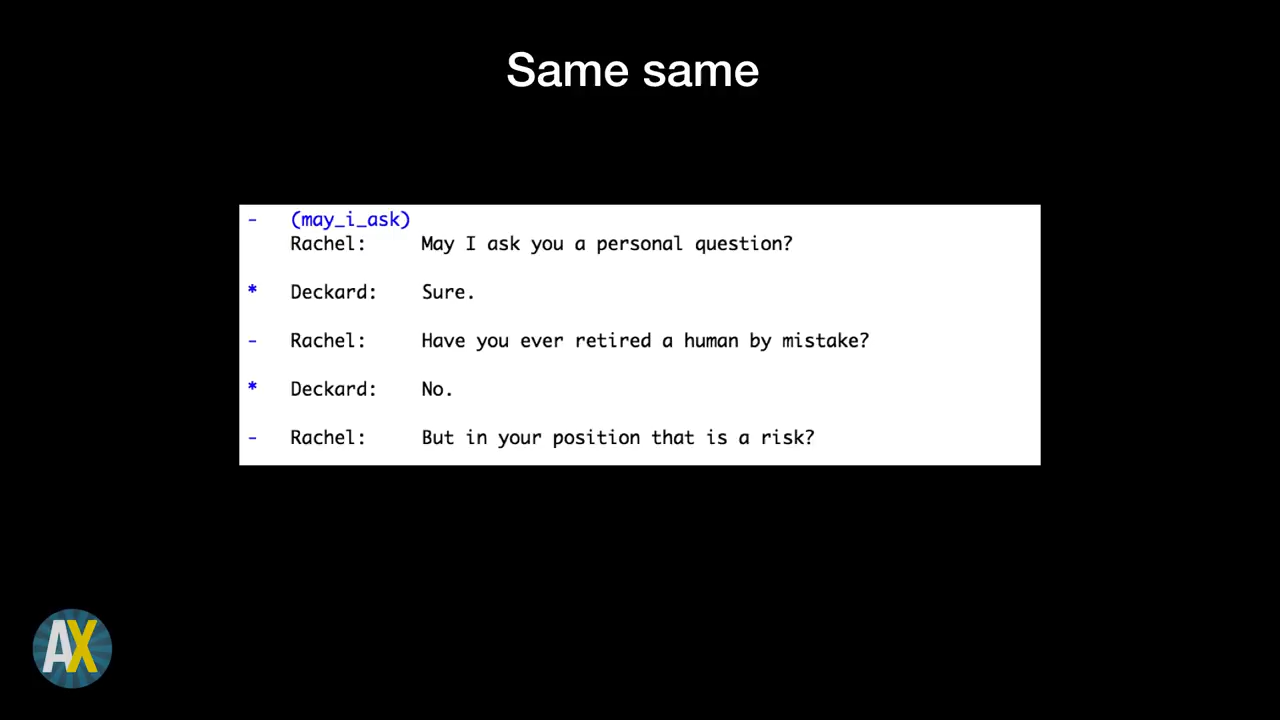 Same same
- (may_i_ask)
Rachel: May I ask you a personal question?
* Deckard: Sure.
- Rachel: Have you ever retired a human by mistake?
* Deckard: No.
- Rachel: But in your position that is a risk?
AX